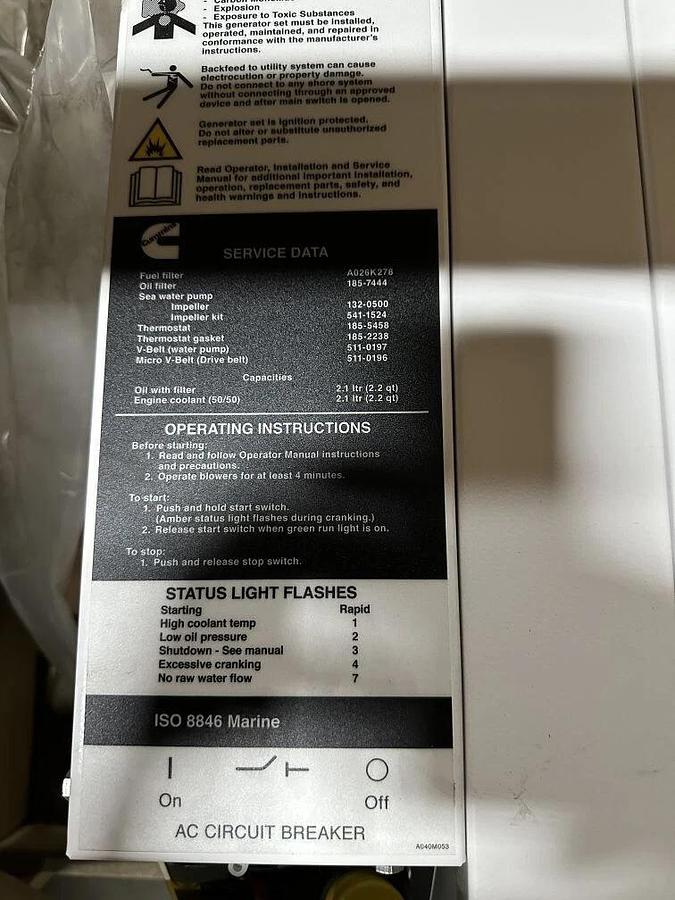 - Explosion
- Exposure to Toxic Substances
This generator set must be installed,
operated, maintained, and repaired in
conformance with the manufacturer's
instructions.
Backfeed to utility system can cause
electrocution or property damage.
Do not connect to any shore system
without connecting through an approved
device and after main switch is opened.
Generator set is ignition protected.
Do not alter or substitute unauthorized
replacement parts.
Read Operator, Installation and Service
Manual for additional important installation,
operation, replacement parts, safety, and
health warnings and instructions.
Cummins
SERVICE DATA
Fuel filter A026K278
Oil filter 185-7444
Sea water pump
Impeller 132-0500
Impeller kit 541-1524
Thermostat 185-5458
Thermostat gasket 185-2238
V-Belt (water pump) 511-0197
Micro V-Belt (Drive belt) 511-0196
Capacities
Oil with filter 2.1 ltr (2.2 qt)
Engine coolant (50/50) 2.1 ltr (2.2 qt)
OPERATING INSTRUCTIONS
Before starting:
1. Read and follow Operator Manual instructions
and precautions.
2. Operate blowers for at least 4 minutes.
To start:
1. Push and hold start switch.
(Amber status light flashes during cranking.)
2. Release start switch when green run light is on.
To stop:
1. Push and release stop switch.
STATUS LIGHT FLASHES
Starting Rapid
High coolant temp 1
Low oil pressure 2
Shutdown - See manual 3
Excessive cranking 4
No raw water flow 7
ISO 8846 Marine
On Off
AC CIRCUIT BREAKER
A040M053